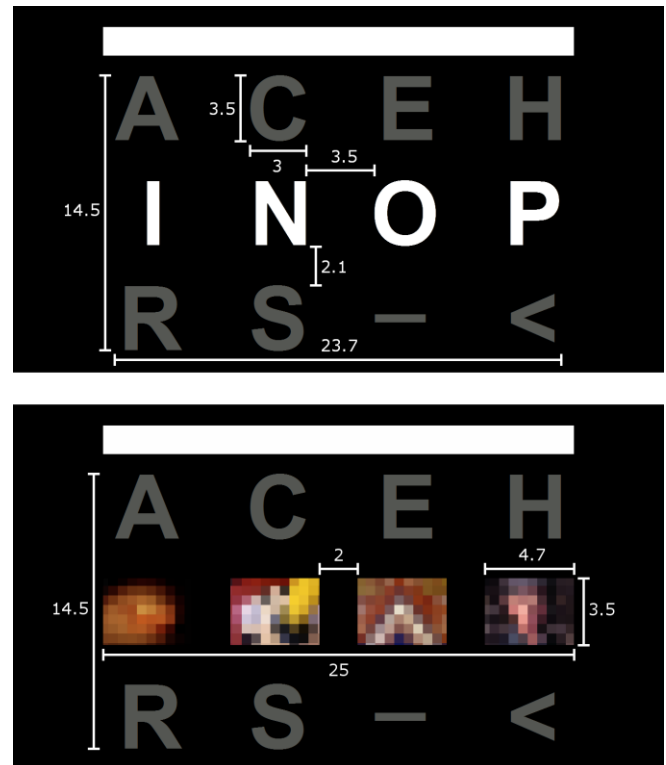 A C E H
3.5
3 3.5
I N O P
14.5
2.1
R S – <
23.7
A C E H
2 4.7
14.5 3.5
25
R S – <